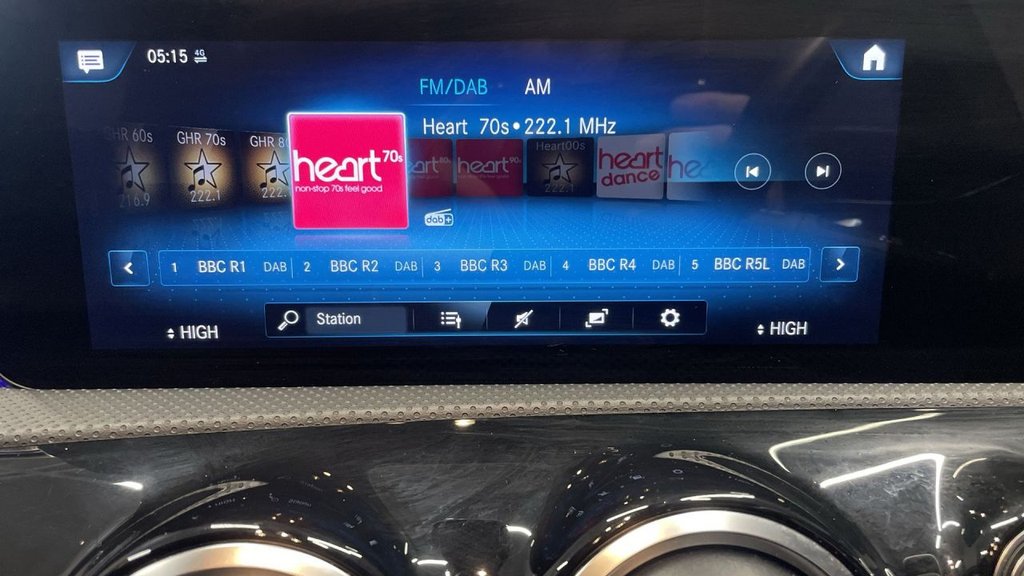 05:15 4G
FM/DAB AM
Heart 70s • 222.1 MHz
HR 60s
216.9
GHR 70s
222.1
GHR 8
222.
heart 70s
non-stop 70s feel good
heart 80s
heart 90s
Heart00s
222.1
heart
dance
he
dab+
1 BBC R1 DAB 2 BBC R2 DAB 3 BBC R3 DAB 4 BBC R4 DAB 5 BBC R5L DAB
Station
HIGH
HIGH